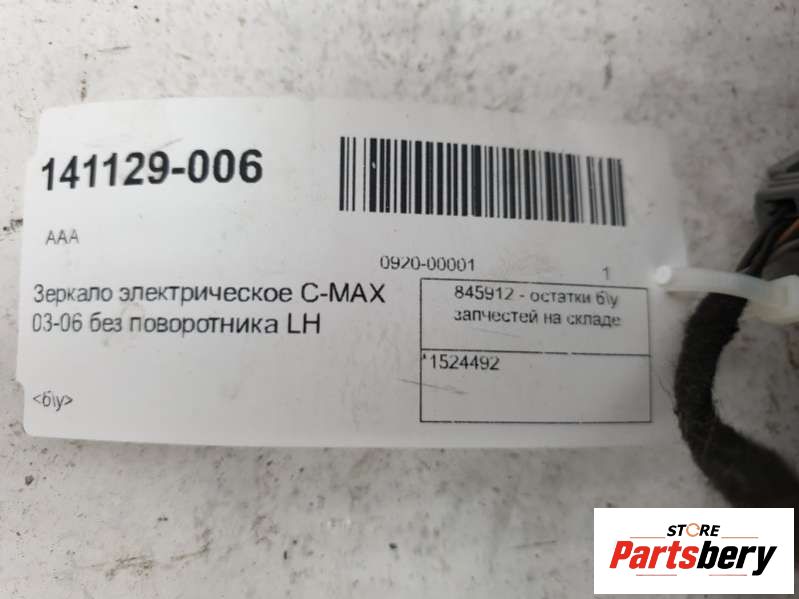 141129-006
AAA
0920-00001 1
Зеркало электрическое C-MAX
03-06 без поворотника LH
845912 - остатки б\у
запчестей на складе
*1524492
<б\у>
STORE
Partsbery